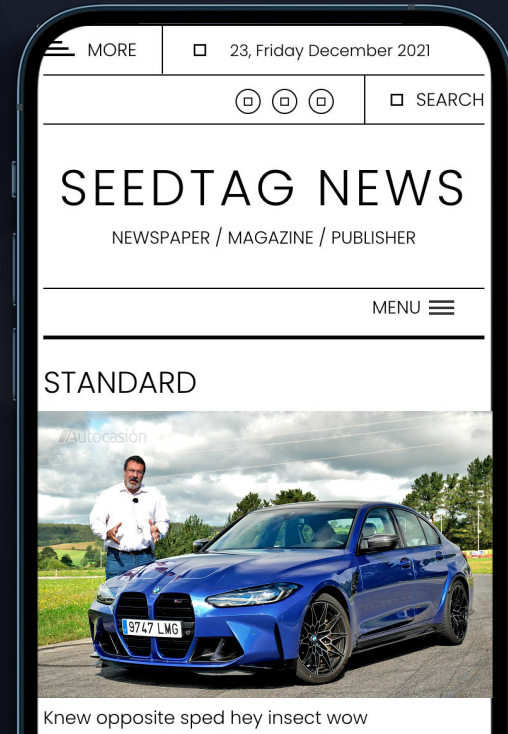 MORE
23, Friday December 2021
SEARCH
SEEDTAG NEWS
NEWSPAPER / MAGAZINE / PUBLISHER
MENU
STANDARD
Autocasión
9747 LMG
Knew opposite sped hey insect wow